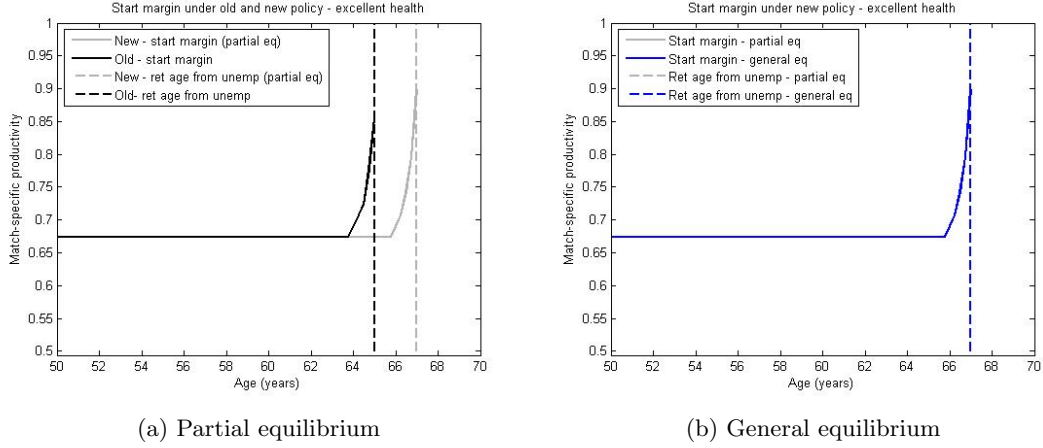 Start margin under old and new policy - excellent health
1
0.95
0.9
0.85
0.8
0.75
0.7
0.65
0.6
0.55
0.5
Match-specific productivity
New - start margin (partial eq)
Old - start margin
New - ret age from unemp (partial eq)
Old- ret age from unemp
50 52 54 56 58 60 62 64 66 68 70
Age (years)
(a) Partial equilibrium
Start margin under new policy - excellent health
1
0.95
0.9
0.85
0.8
0.75
0.7
0.65
0.6
0.55
0.5
Match-specific productivity
Start margin - partial eq
Start margin - general eq
Ret age from unemp - partial eq
Ret age from unemp - general eq
50 52 54 56 58 60 62 64 66 68 70
Age (years)
(b) General equilibrium